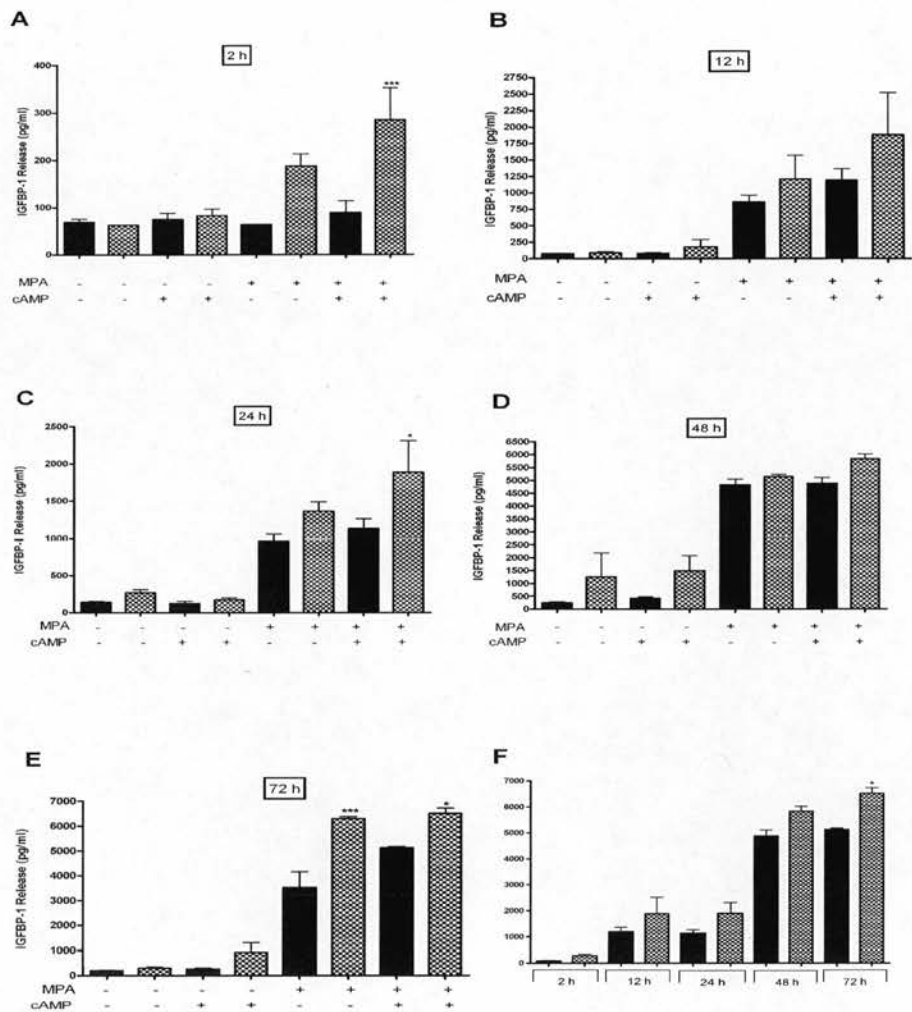 A
2 h
400
300
200
100
0
IGFBP-1 Release (pg/ml)
***
MPA - - - - + + + +
cAMP - - + + - - + +
B
12 h
2750
2500
2250
2000
1750
1500
1250
1000
750
500
250
0
IGFBP-1 Release (pg/ml)
MPA - - - - + + + +
cAMP - - + + - - + +
C
24 h
2500
2000
1500
1000
500
0
IGFBP-1 Release (pg/ml)
*
MPA - - - - + + + +
cAMP - - + + - - + +
D
48 h
6500
6000
5500
5000
4500
4000
3500
3000
2500
2000
1500
1000
500
0
IGFBP-1 Release (pg/ml)
MPA - - - - + + + +
cAMP - - + + - - + +
E
72 h
7000
6000
5000
4000
3000
2000
1000
0
IGFBP-1 Release (pg/ml)
*** *
MPA - - - - + + + +
cAMP - - + + - - + +
F
7000
6000
5000
4000
3000
2000
1000
0
*
2 h 12 h 24 h 48 h 72 h